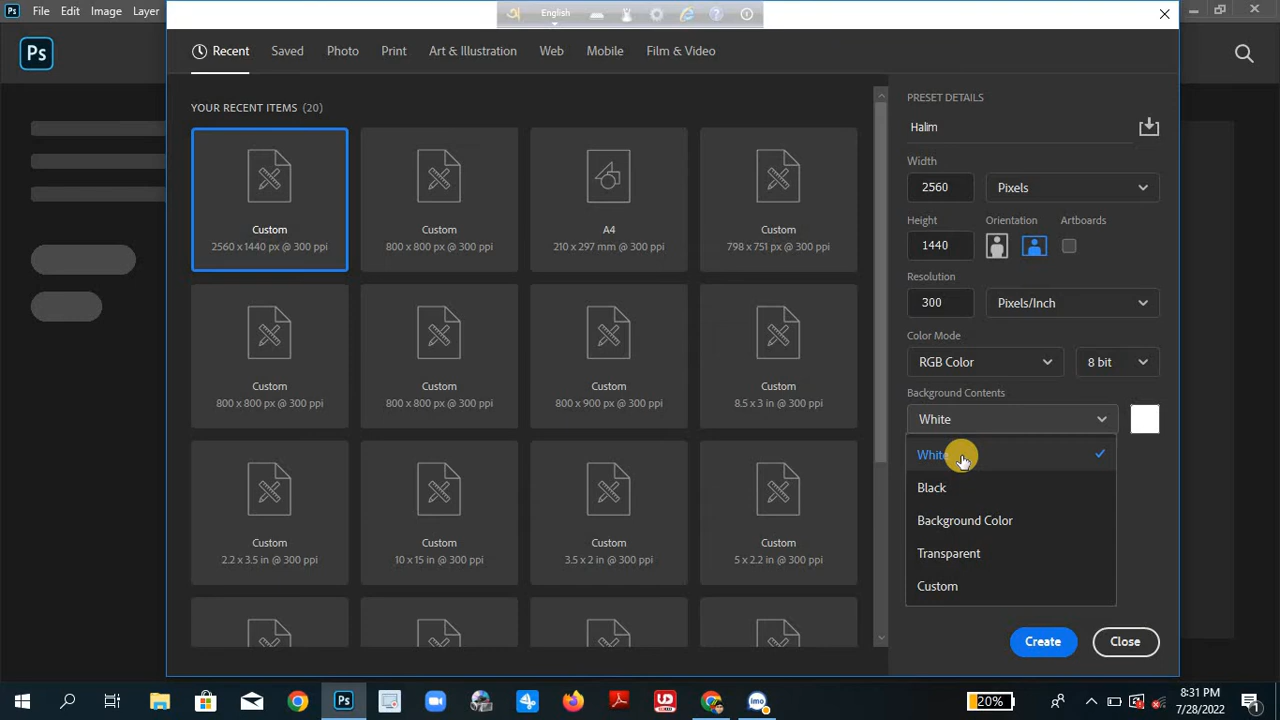 Ps File Edit Image Layer
অ English
Ps
Recent Saved Photo Print Art & Illustration Web Mobile Film & Video
YOUR RECENT ITEMS (20)
Custom
2560 x 1440 px @ 300 ppi
Custom
800 x 800 px @ 300 ppi
A4
210 x 297 mm @ 300 ppi
Custom
798 x 751 px @ 300 ppi
Custom
800 x 800 px @ 300 ppi
Custom
800 x 800 px @ 300 ppi
Custom
800 x 900 px @ 300 ppi
Custom
8.5 x 3 in @ 300 ppi
Custom
2.2 x 3.5 in @ 300 ppi
Custom
10 x 15 in @ 300 ppi
Custom
3.5 x 2 in @ 300 ppi
Custom
5 x 2.2 in @ 300 ppi
PRESET DETAILS
Halim
Width
2560 Pixels
Height Orientation Artboards
1440
Resolution
300 Pixels/Inch
Color Mode
RGB Color 8 bit
Background Contents
White
White
Black
Background Color
Transparent
Custom
Create Close
Ps UD imo 20% 8:31 PM
7/28/2022 1